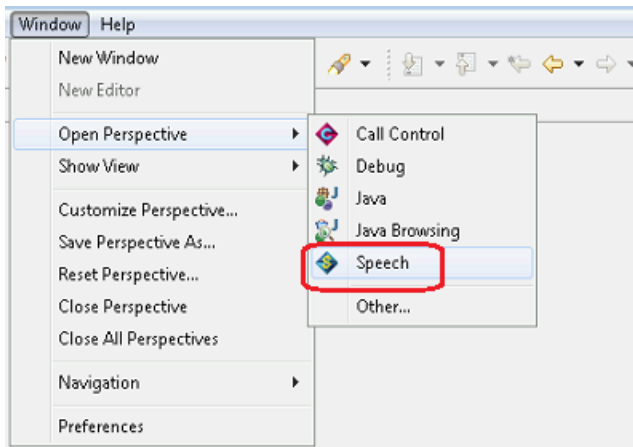 Window Help
New Window
New Editor
Open Perspective
Show View
Customize Perspective...
Save Perspective As...
Reset Perspective...
Close Perspective
Close All Perspectives
Navigation
Preferences
Call Control
Debug
Java
Java Browsing
Speech
Other...